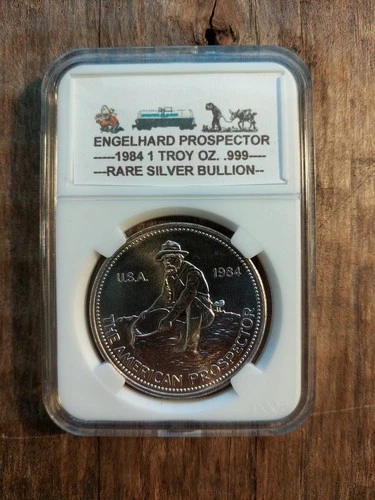 ENGELHARD PROSPECTOR
-----1984 1 TROY OZ. .999----
---RARE SILVER BULLION--
U.S.A. 1984
THE AMERICAN PROSPECTOR